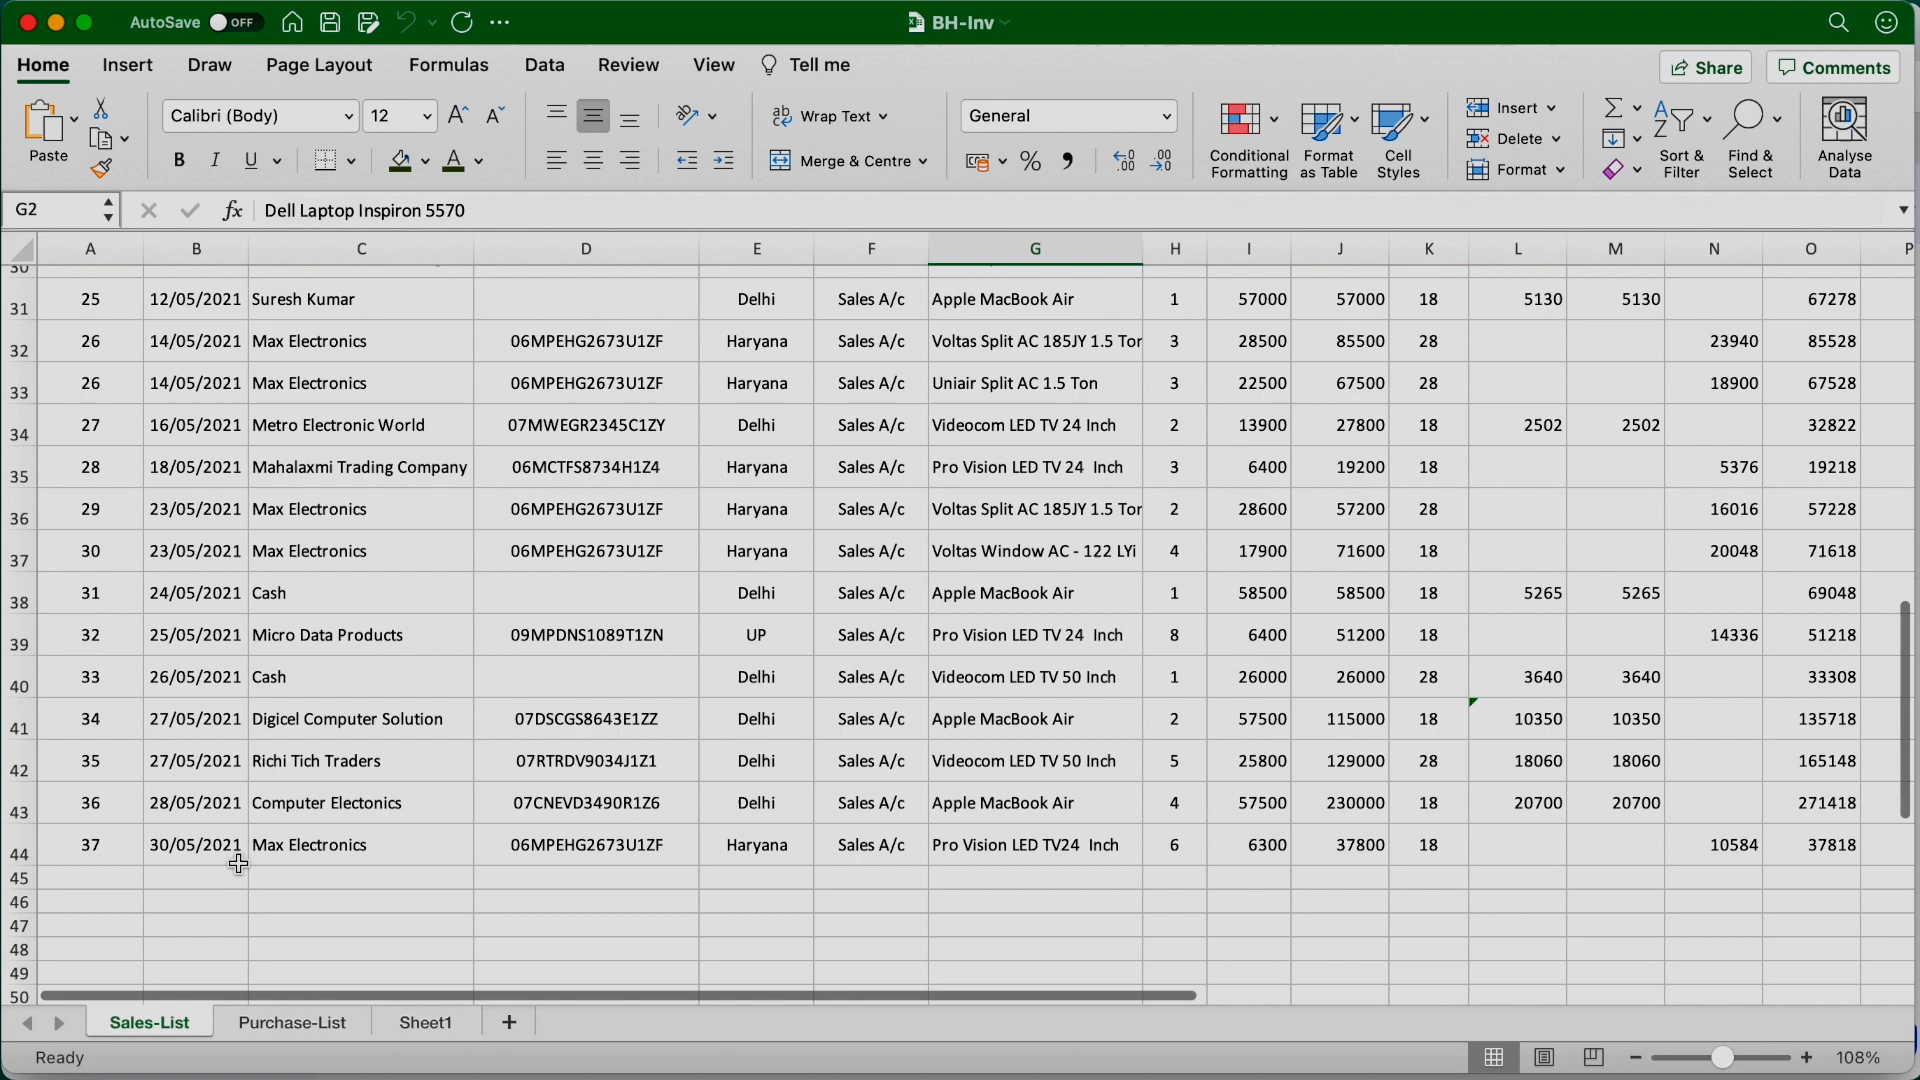 AutoSave OFF BH-Inv
Home Insert Draw Page Layout Formulas Data Review View Tell me Share Comments
Paste Calibri (Body) 12 Wrap Text General Insert
B I U Merge & Centre % Conditional Formatting Format as Table Cell Styles Delete Format Sort & Filter Find & Select Analyse Data
G2 fx Dell Laptop Inspiron 5570
A B C D E F G H I J K L M N O P
30
31 25 12/05/2021 Suresh Kumar Delhi Sales A/c Apple MacBook Air 1 57000 57000 18 5130 5130 67278
32 26 14/05/2021 Max Electronics 06MPEHG2673U1ZF Haryana Sales A/c Voltas Split AC 185JY 1.5 Tor 3 28500 85500 28 23940 85528
33 26 14/05/2021 Max Electronics 06MPEHG2673U1ZF Haryana Sales A/c Uniair Split AC 1.5 Ton 3 22500 67500 28 18900 67528
34 27 16/05/2021 Metro Electronic World 07MWEGR2345C1ZY Delhi Sales A/c Videocom LED TV 24 Inch 2 13900 27800 18 2502 2502 32822
35 28 18/05/2021 Mahalaxmi Trading Company 06MCTFS8734H1Z4 Haryana Sales A/c Pro Vision LED TV 24 Inch 3 6400 19200 18 5376 19218
36 29 23/05/2021 Max Electronics 06MPEHG2673U1ZF Haryana Sales A/c Voltas Split AC 185JY 1.5 Tor 2 28600 57200 28 16016 57228
37 30 23/05/2021 Max Electronics 06MPEHG2673U1ZF Haryana Sales A/c Voltas Window AC - 122 LYi 4 17900 71600 18 20048 71618
38 31 24/05/2021 Cash Delhi Sales A/c Apple MacBook Air 1 58500 58500 18 5265 5265 69048
39 32 25/05/2021 Micro Data Products 09MPDNS1089T1ZN UP Sales A/c Pro Vision LED TV 24 Inch 8 6400 51200 18 14336 51218
40 33 26/05/2021 Cash Delhi Sales A/c Videocom LED TV 50 Inch 1 26000 26000 28 3640 3640 33308
41 34 27/05/2021 Digicel Computer Solution 07DSCGS8643E1ZZ Delhi Sales A/c Apple MacBook Air 2 57500 115000 18 10350 10350 135718
42 35 27/05/2021 Richi Tich Traders 07RTRDV9034J1Z1 Delhi Sales A/c Videocom LED TV 50 Inch 5 25800 129000 28 18060 18060 165148
43 36 28/05/2021 Computer Electonics 07CNEVD3490R1Z6 Delhi Sales A/c Apple MacBook Air 4 57500 230000 18 20700 20700 271418
44 37 30/05/2021 Max Electronics 06MPEHG2673U1ZF Haryana Sales A/c Pro Vision LED TV24 Inch 6 6300 37800 18 10584 37818
45
46
47
48
49
50
Sales-List Purchase-List Sheet1 +
Ready 108%